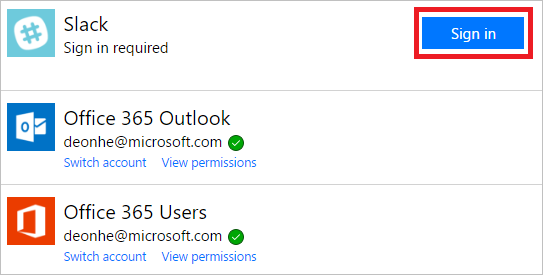 Slack
Sign in required
Sign in
Office 365 Outlook
deonhe@microsoft.com
Switch account View permissions
Office 365 Users
deonhe@microsoft.com
Switch account View permissions